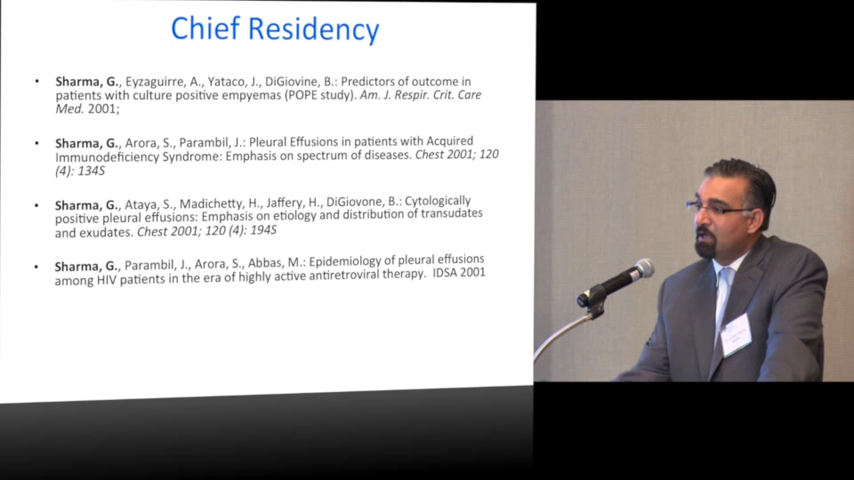 Chief Residency
• Sharma, G., Eyzaguirre, A., Yataco, J., DiGiovine, B.: Predictors of outcome in
patients with culture positive empyemas (POPE study). Am. J. Respir. Crit. Care
Med. 2001;
• Sharma, G., Arora, S., Parambil, J.: Pleural Effusions in patients with Acquired
Immunodeficiency Syndrome: Emphasis on spectrum of diseases. Chest 2001; 120
(4): 134S
• Sharma, G., Ataya, S., Madichetty, H., Jaffery, H., DiGiovone, B.: Cytologically
positive pleural effusions: Emphasis on etiology and distribution of transudates
and exudates. Chest 2001; 120 (4): 194S
• Sharma, G., Parambil, J., Arora, S., Abbas, M.: Epidemiology of pleural effusions
among HIV patients in the era of highly active antiretroviral therapy. IDSA 2001